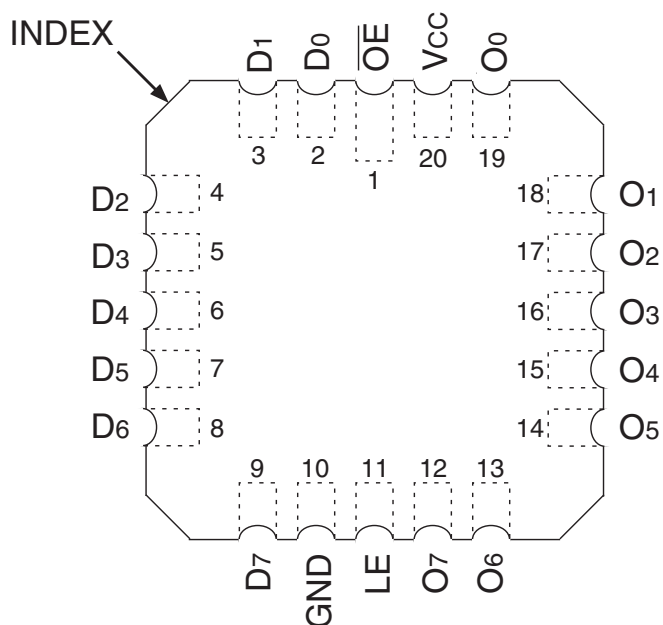 INDEX
D1 D0 OE VCC O0
3 2 1 20 19
D2 4 18 O1
D3 5 17 O2
D4 6 16 O3
D5 7 15 O4
D6 8 14 O5
9 10 11 12 13
D7 GND LE O7 O6